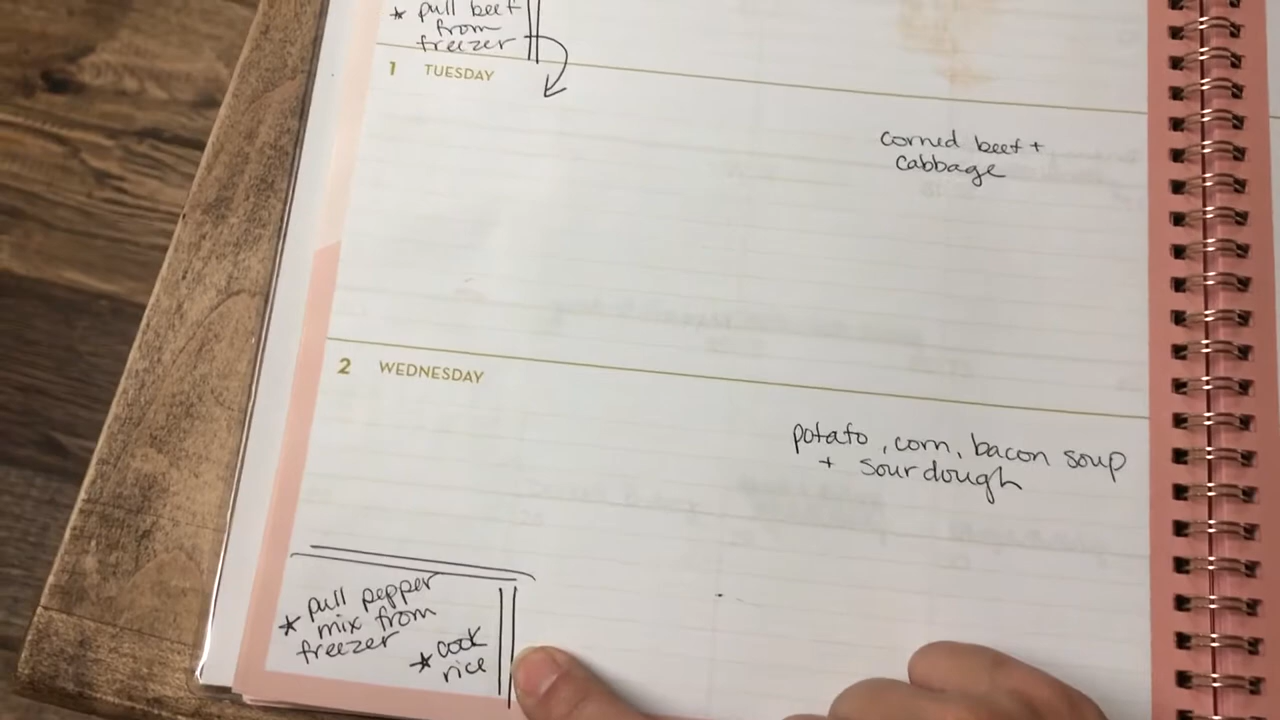 * pull beef
from
freezer
1 TUESDAY
corned beef +
cabbage
2 WEDNESDAY
potato, corn, bacon soup
+ sourdough
* pull pepper
mix from
freezer
* cook
rice